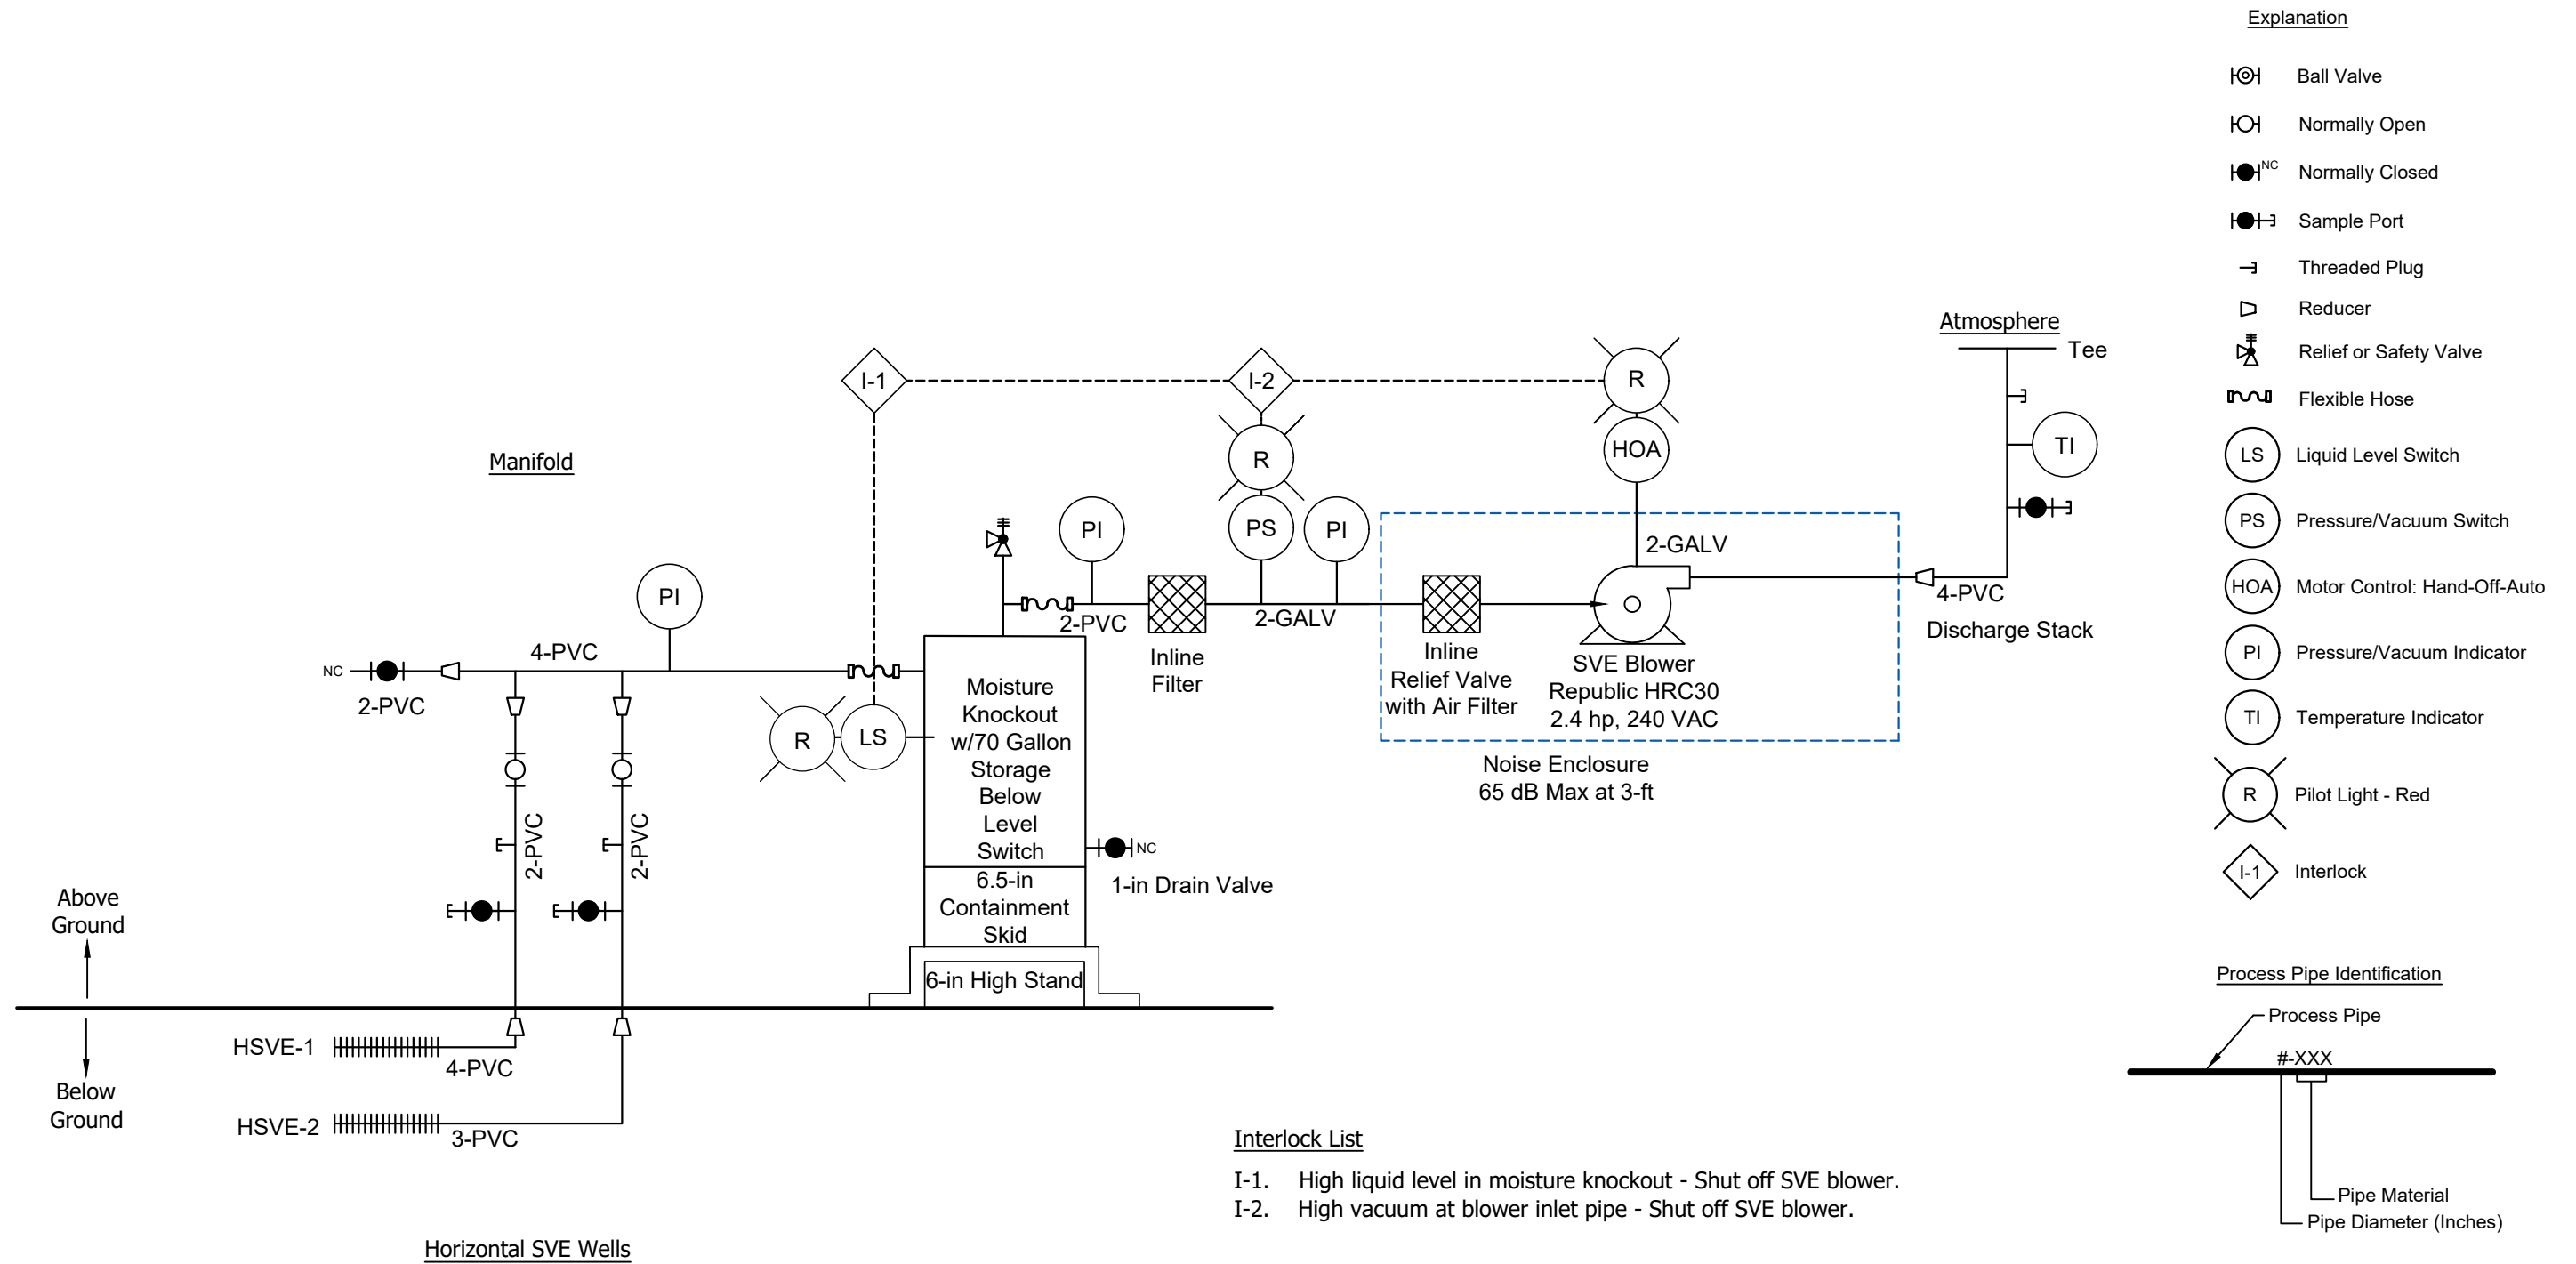 Explanation
Ball Valve
Normally Open
NC
Normally Closed
Sample Port
Threaded Plug
Reducer
Relief or Safety Valve
Flexible Hose
LS
Liquid Level Switch
PS
Pressure/Vacuum Switch
HOA
Motor Control: Hand-Off-Auto
PI
Pressure/Vacuum Indicator
TI
Temperature Indicator
R
Pilot Light - Red
I-1
Interlock
Process Pipe Identification
Process Pipe
#-XXX
Pipe Material
Pipe Diameter (Inches)
Atmosphere
Tee
TI
4-PVC
Discharge Stack
I-1
I-2
R
HOA
R
PS
PI
PI
2-GALV
Manifold
PI
4-PVC
NC
2-PVC
2-PVC
2-PVC
R
LS
2-PVC
Inline
Filter
2-GALV
Inline
Relief Valve
with Air Filter
SVE Blower
Republic HRC30
2.4 hp, 240 VAC
Noise Enclosure
65 dB Max at 3-ft
Moisture
Knockout
w/70 Gallon
Storage
Below
Level
Switch
6.5-in
Containment
Skid
6-in High Stand
NC
1-in Drain Valve
Above
Ground
Below
Ground
HSVE-1
4-PVC
HSVE-2
3-PVC
Horizontal SVE Wells
Interlock List
I-1. High liquid level in moisture knockout - Shut off SVE blower.
I-2. High vacuum at blower inlet pipe - Shut off SVE blower.